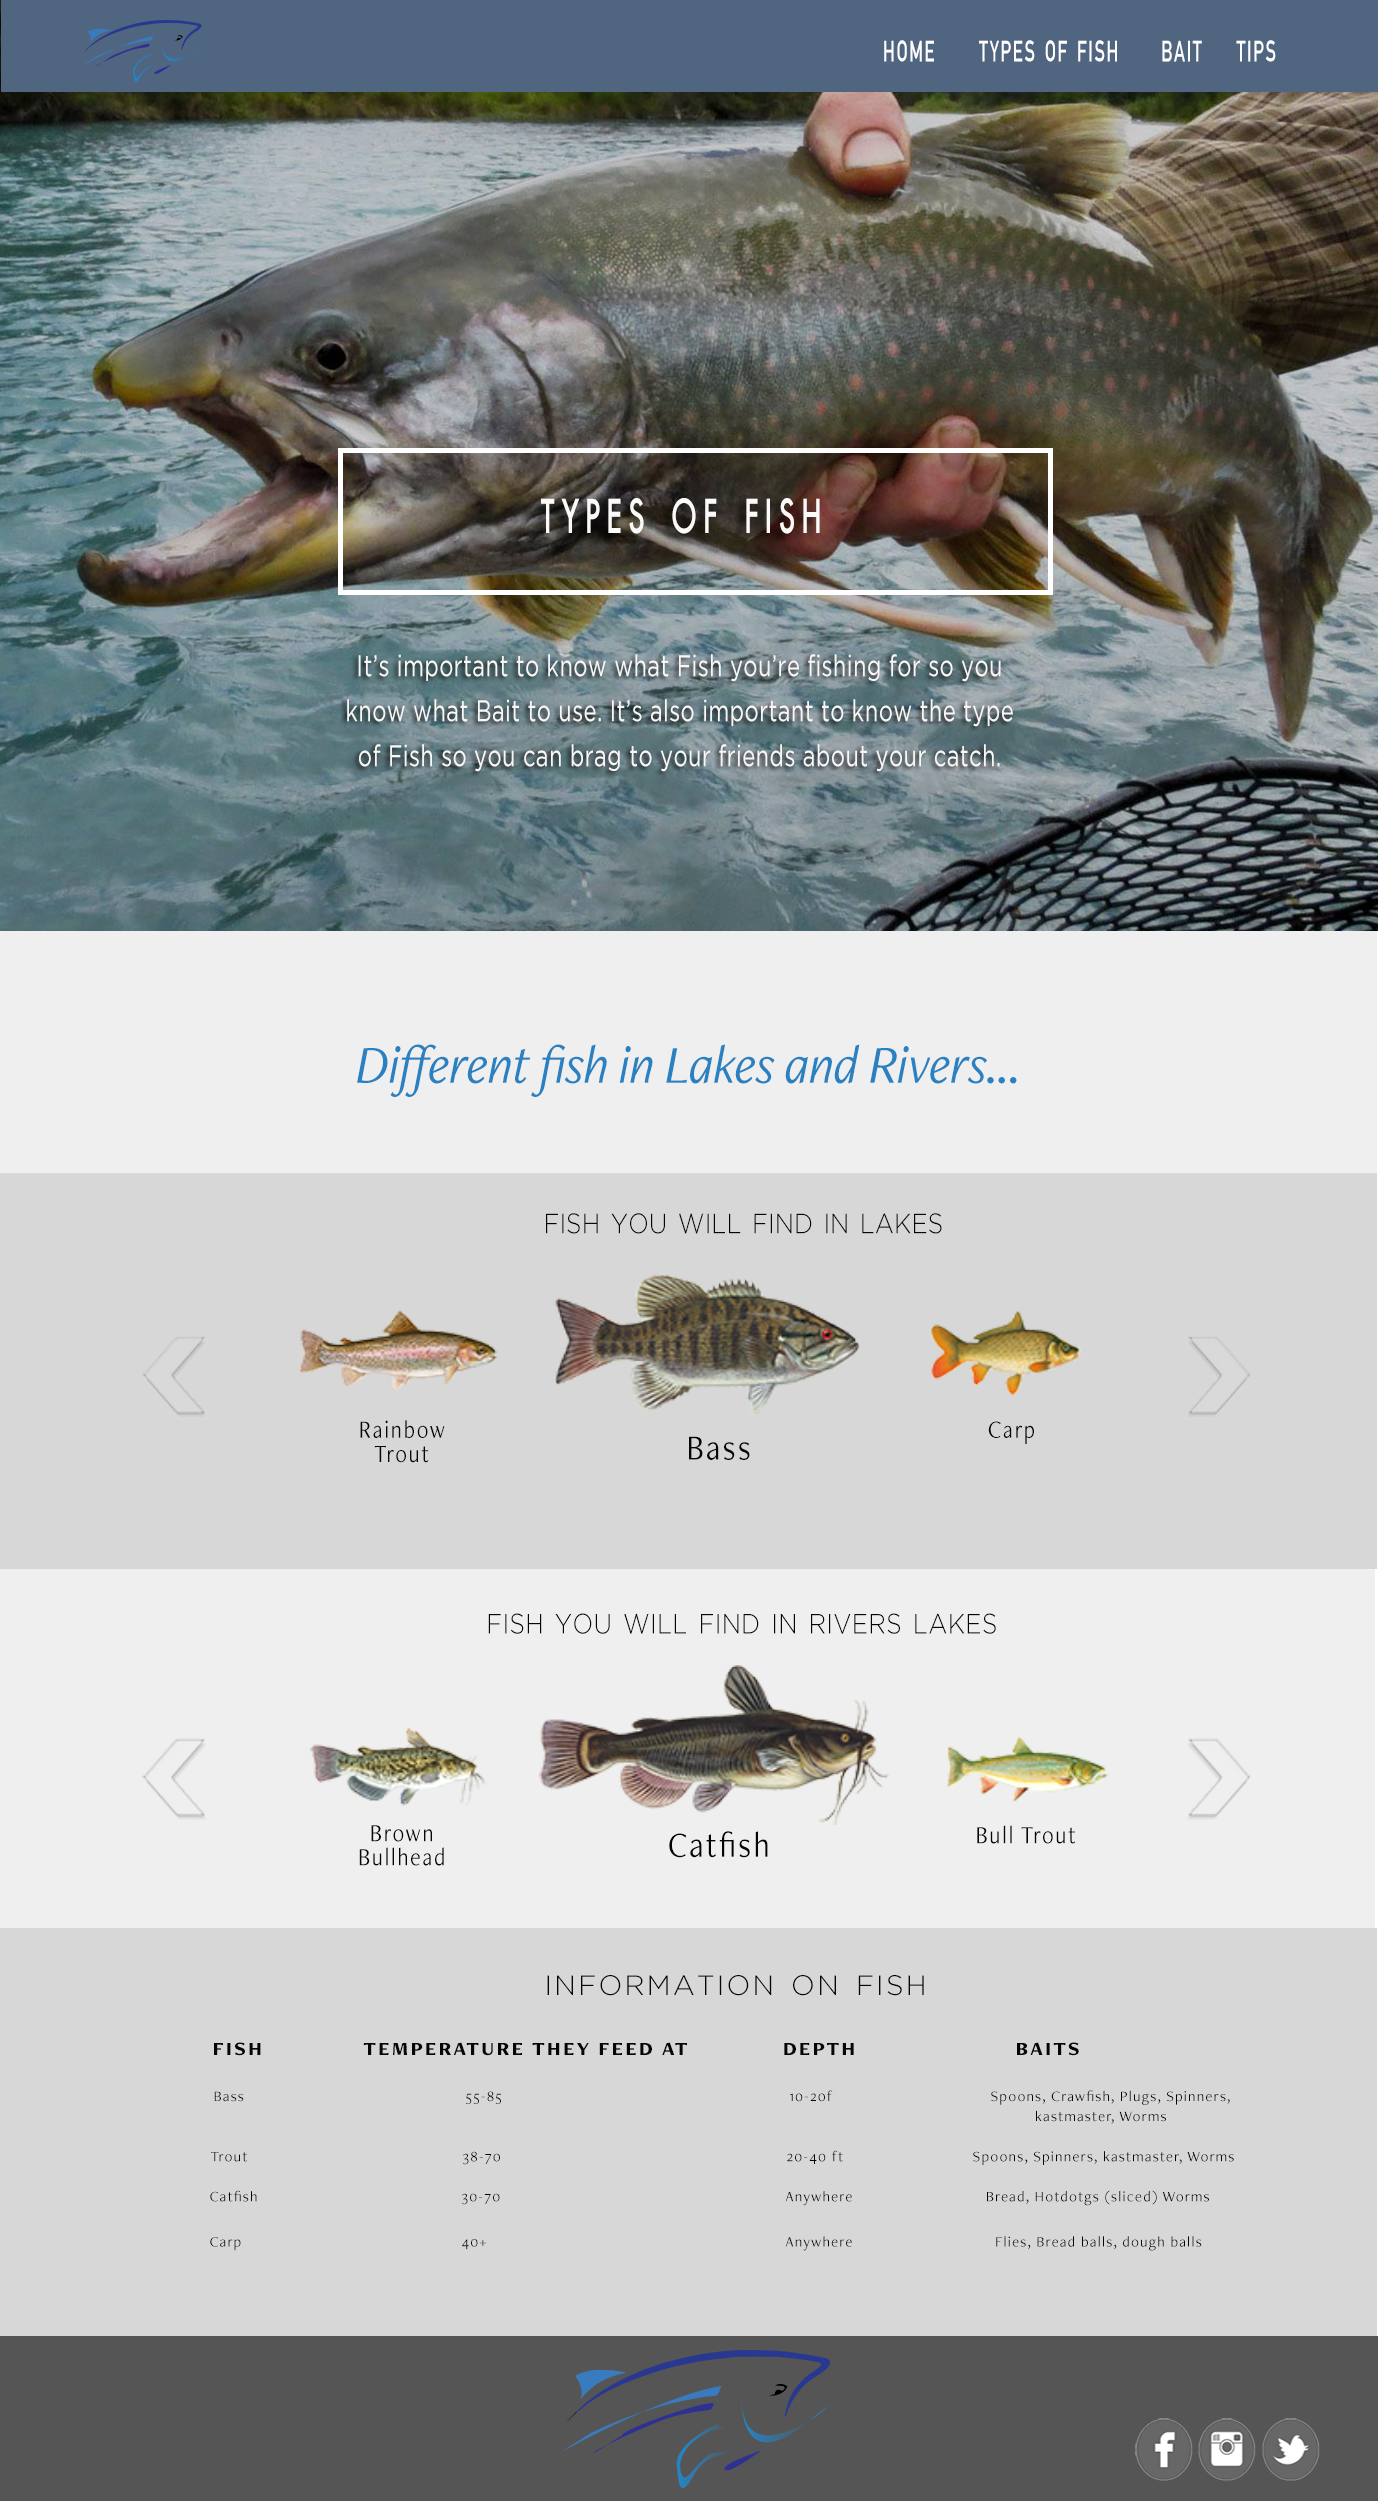 HOME TYPES OF FISH BAIT TIPS
TYPES OF FISH
It's important to know what Fish you're fishing for so you
know what Bait to use. It's also important to know the type
of Fish so you can brag to your friends about your catch.
Different fish in Lakes and Rivers...
FISH YOU WILL FIND IN LAKES
Rainbow
Trout
Bass
Carp
FISH YOU WILL FIND IN RIVERS LAKES
Brown
Bullhead
Catfish
Bull Trout
INFORMATION ON FISH
FISH TEMPERATURE THEY FEED AT DEPTH BAITS
Bass 55-85 10-20f Spoons, Crawfish, Plugs, Spinners,
kastmaster, Worms
Trout 38-70 20-40 ft Spoons, Spinners, kastmaster, Worms
Catfish 30-70 Anywhere Bread, Hotdotgs (sliced) Worms
Carp 40+ Anywhere Flies, Bread balls, dough balls